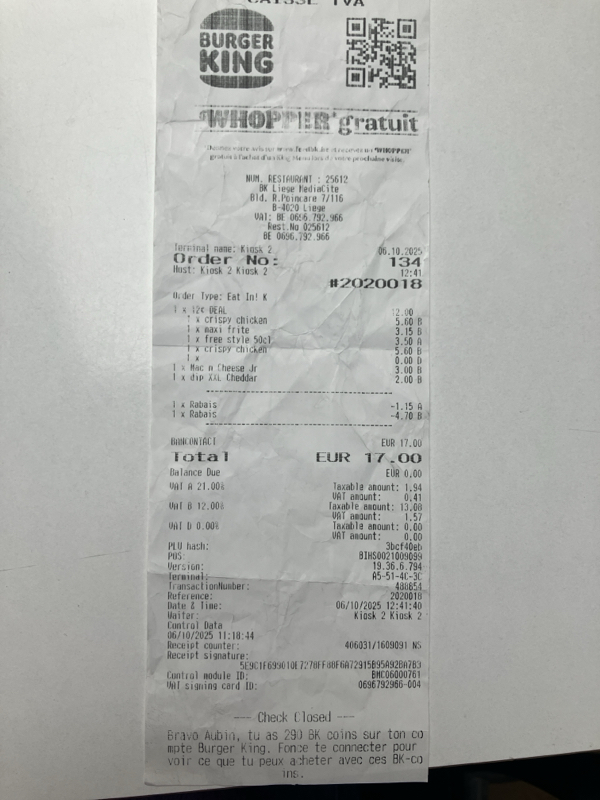 CAISSE TVA
BURGER
KING
WHOPPER gratuit
NUM. RESTAURANT : 25612
BK Liege MediaCite
Bld. R.Poincare 7/116
B-4020 Liege
VAT: BE 0696.792.966
Rest.No 025612
BE 0696.792.966
Terminal name: Kiosk 2 06.10.2025
Order No: 134
Host: Kiosk 2 Kiosk 2 12:41
#2020018
Order Type: Eat In! K
1 x 12€ DEAL 12.00
1 x crispy chicken 5.60 B
1 x maxi frite 3.15 B
1 x free style 50cl 3.50 A
1 x crispy chicken 5.60 B
1 x 0.00 D
1 x Mac n Cheese Jr 3.00 B
1 x dip XXL Cheddar 2.00 B
1 x Rabais -1.15 A
1 x Rabais -4.70 B
BANCONTACT EUR 17.00
Total EUR 17.00
Balance Due EUR 0.00
VAT A 21.00% Taxable amount: 1.94
VAT amount: 0.41
VAT B 12.00% Taxable amount: 13.08
VAT amount: 1.57
VAT D 0.00% Taxable amount: 0.00
VAT amount: 0.00
PLU hash: 3bcf40eb
POS: BIHS0021009099
Version: 19.36.6.794
Terminal: A5-51-4C-3C
TransactionNumber: 488654
Reference: 2020018
Date & Time: 06/10/2025 12:41:40
Waiter: Kiosk 2 Kiosk 2
Control Data
06/10/2025 11:18:44
Receipt counter: 406031/1609091 NS
Receipt signature:
Control module ID: BMC06000761
VAT signing card ID: 0696792966-004
--- Check Closed ---
Bravo Aubin, tu as 290 BK coins sur ton co
mpte Burger King. Fonce te connecter pour
voir ce que tu peux acheter avec ces BK-co
ins.